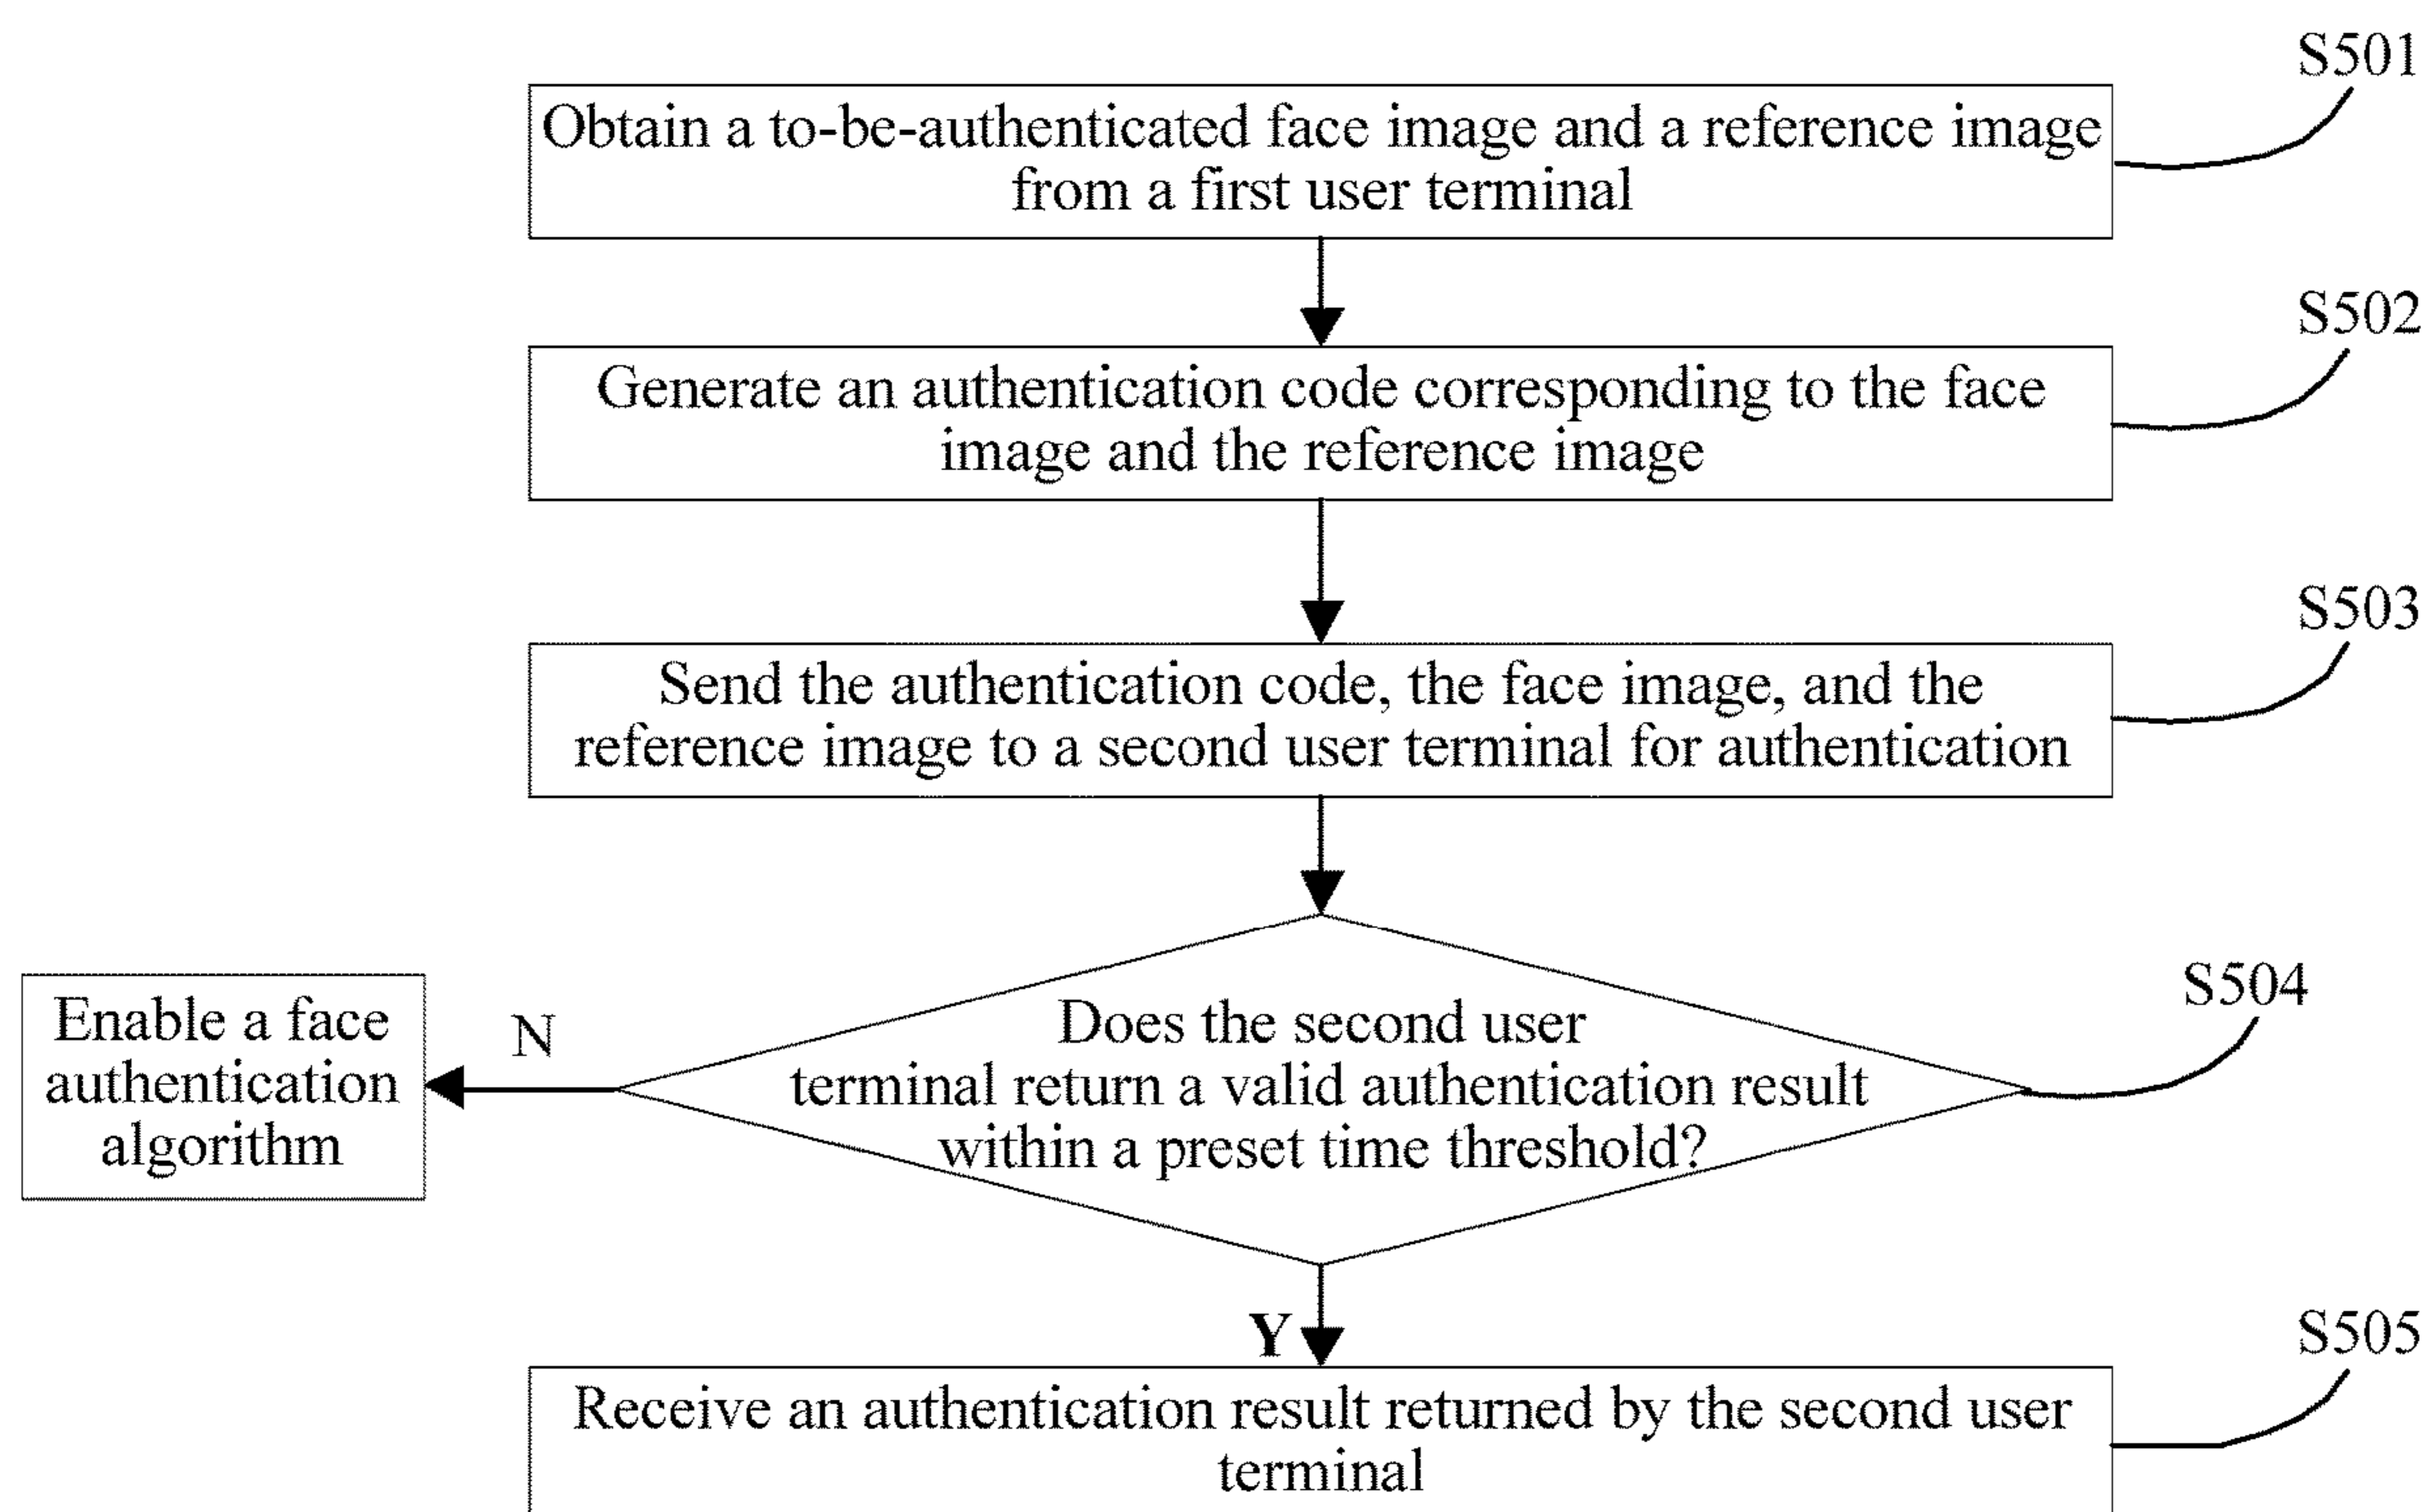 S501
Obtain a to-be-authenticated face image and a reference image
from a first user terminal
S502
Generate an authentication code corresponding to the face
image and the reference image
S503
Send the authentication code, the face image, and the
reference image to a second user terminal for authentication
S504
Does the second user
terminal return a valid authentication result
within a preset time threshold?
N
Enable a face
authentication
algorithm
Y
S505
Receive an authentication result returned by the second user
terminal